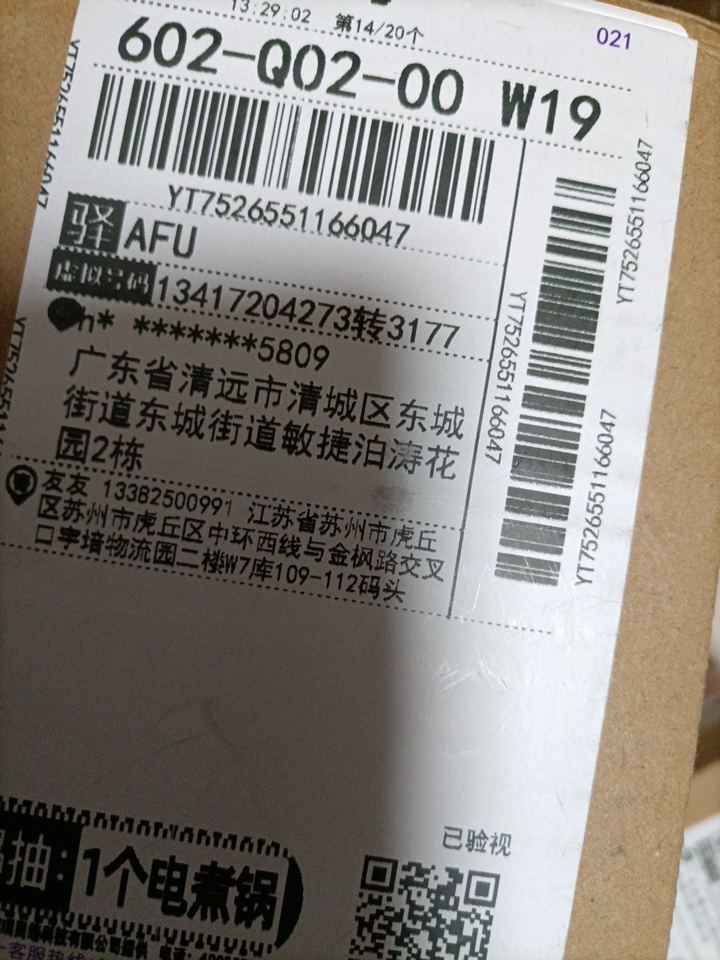 13:29:02 第14/20个
021
602-Q02-00 W19
YT7526551166047
YT7526551166047
YT7526551166047
YT7526551166047
YT7526551166047
驿 AFU
虚拟号码 13417204273转3177
h* *******5809
广东省清远市清城区东城
街道东城街道敏捷泊涛花
园2栋
友友 13382500991 江苏省苏州市虎丘
区苏州市虎丘区中环西线与金枫路交叉
口宇培物流园二楼W7库109-112码头
已验视
抽:1个电煮锅
客服热线